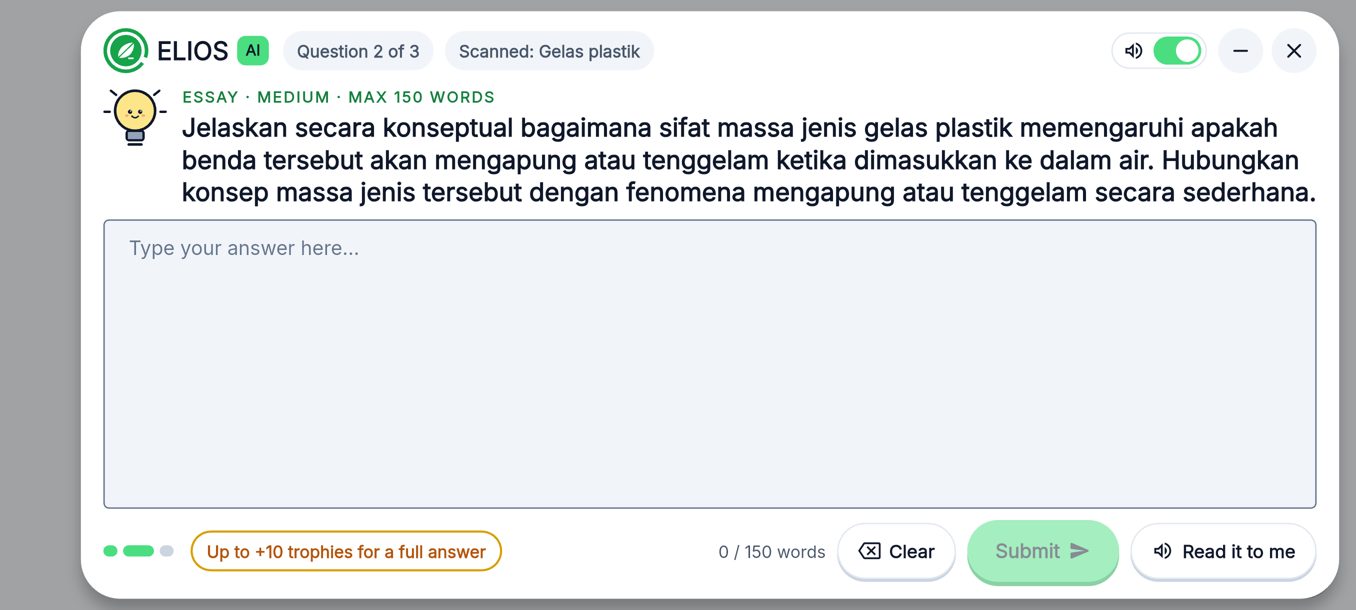 ELIOS AI Question 2 of 3 Scanned: Gelas plastik
ESSAY · MEDIUM · MAX 150 WORDS
Jelaskan secara konseptual bagaimana sifat massa jenis gelas plastik memengaruhi apakah
benda tersebut akan mengapung atau tenggelam ketika dimasukkan ke dalam air. Hubungkan
konsep massa jenis tersebut dengan fenomena mengapung atau tenggelam secara sederhana.
Type your answer here...
Up to +10 trophies for a full answer 0 / 150 words Clear Submit Read it to me